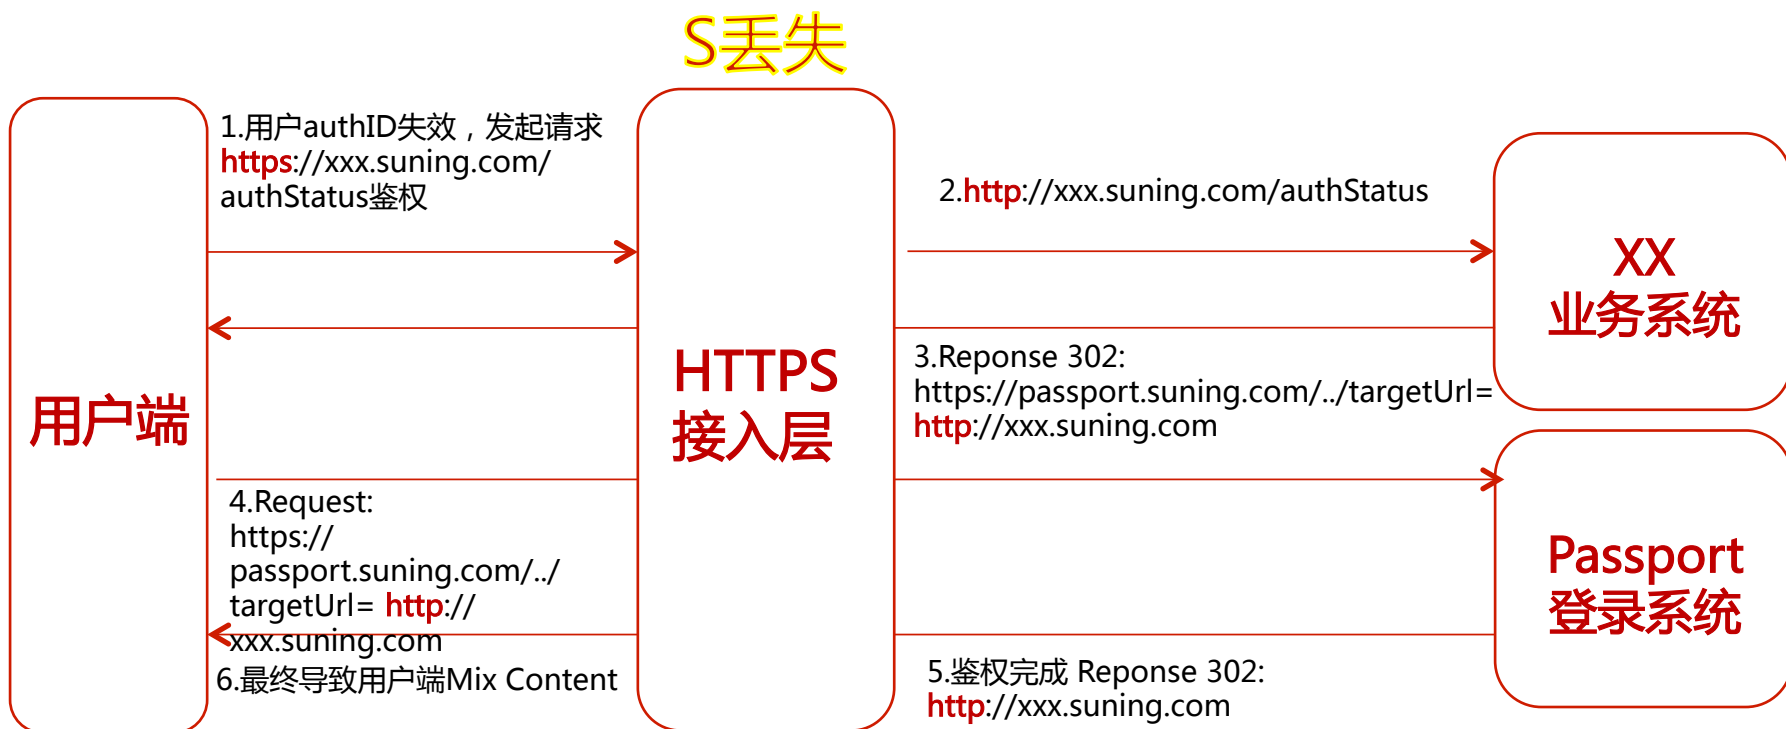 S丢失
1.用户authID失效，发起请求
https://xxx.suning.com/
authStatus鉴权
2.http://xxx.suning.com/authStatus
XX
业务系统
HTTPS
接入层
用户端
3.Reponse 302:
https://passport.suning.com/../targetUrl=
http://xxx.suning.com
4.Request:
https://
passport.suning.com/../
targetUrl= http://
xxx.suning.com
Passport
登录系统
6.最终导致用户端Mix Content
5.鉴权完成 Reponse 302:
http://xxx.suning.com